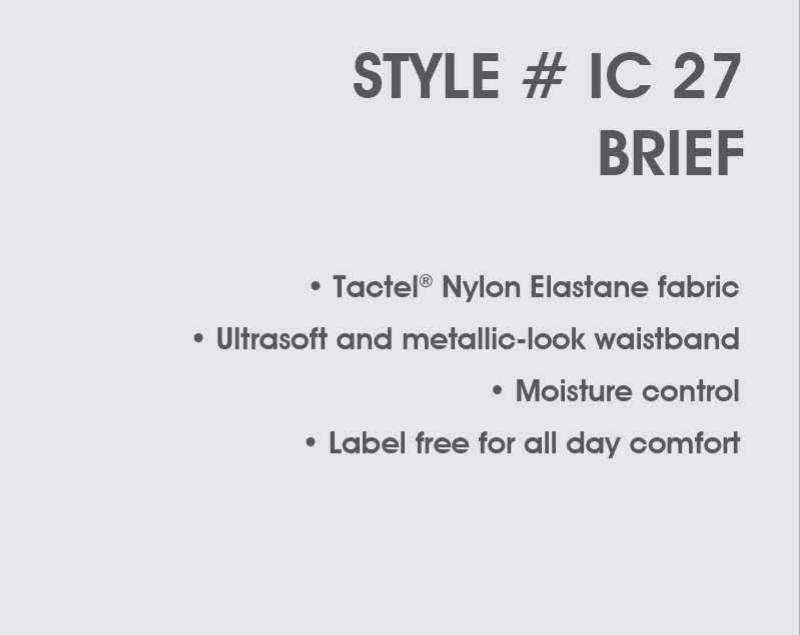 STYLE # IC 27
BRIEF
• Tactel® Nylon Elastane fabric
• Ultrasoft and metallic-look waistband
• Moisture control
• Label free for all day comfort